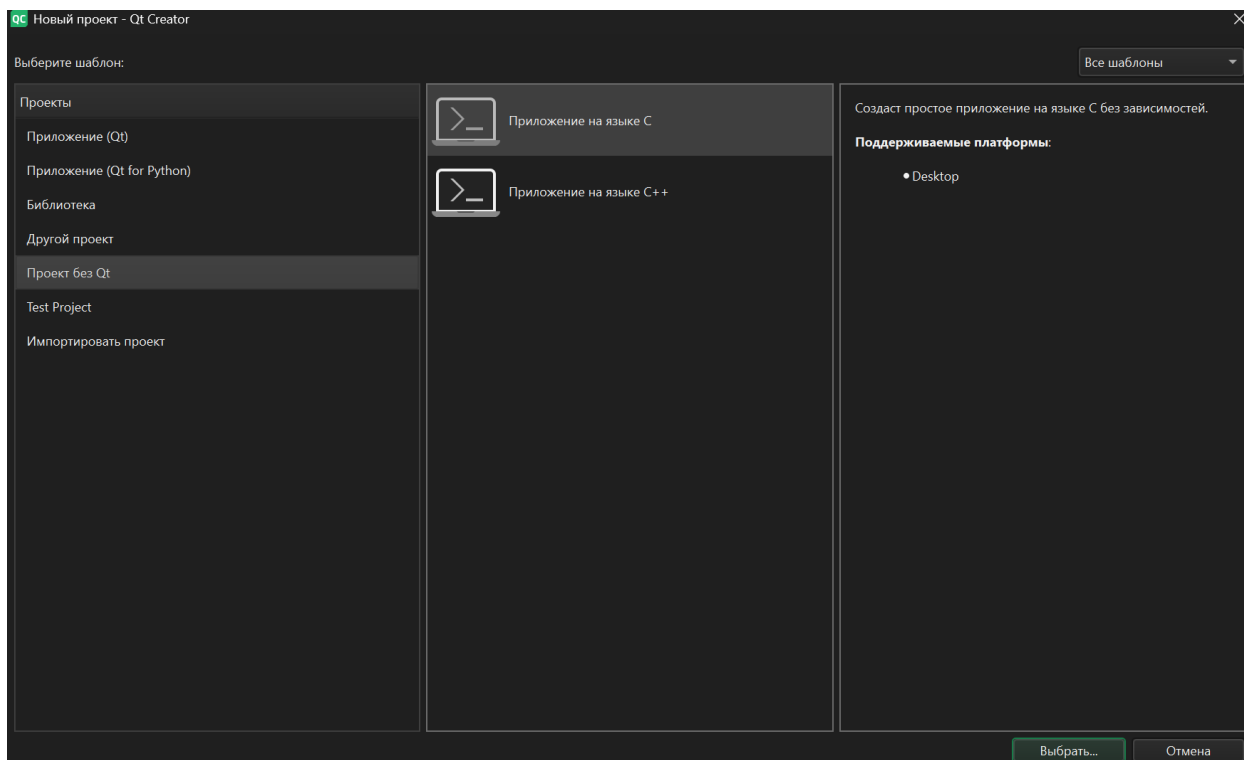 QC Новый проект - Qt Creator
Выберите шаблон:
Все шаблоны
Проекты
Приложение (Qt)
Приложение (Qt for Python)
Библиотека
Другой проект
Проект без Qt
Test Project
Импортировать проект
Приложение на языке C
Приложение на языке C++
Создаст простое приложение на языке C без зависимостей.
Поддерживаемые платформы:
• Desktop
Выбрать...
Отмена